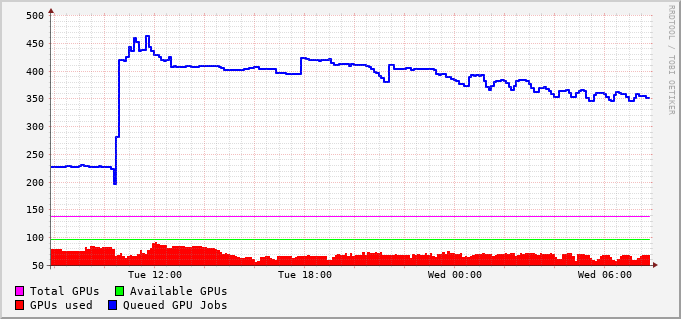 500
450
400
350
300
250
200
150
100
50
Tue 12:00 Tue 18:00 Wed 00:00 Wed 06:00
Total GPUs Available GPUs
GPUs used Queued GPU Jobs
RRDTOOL / TOBI OETIKER